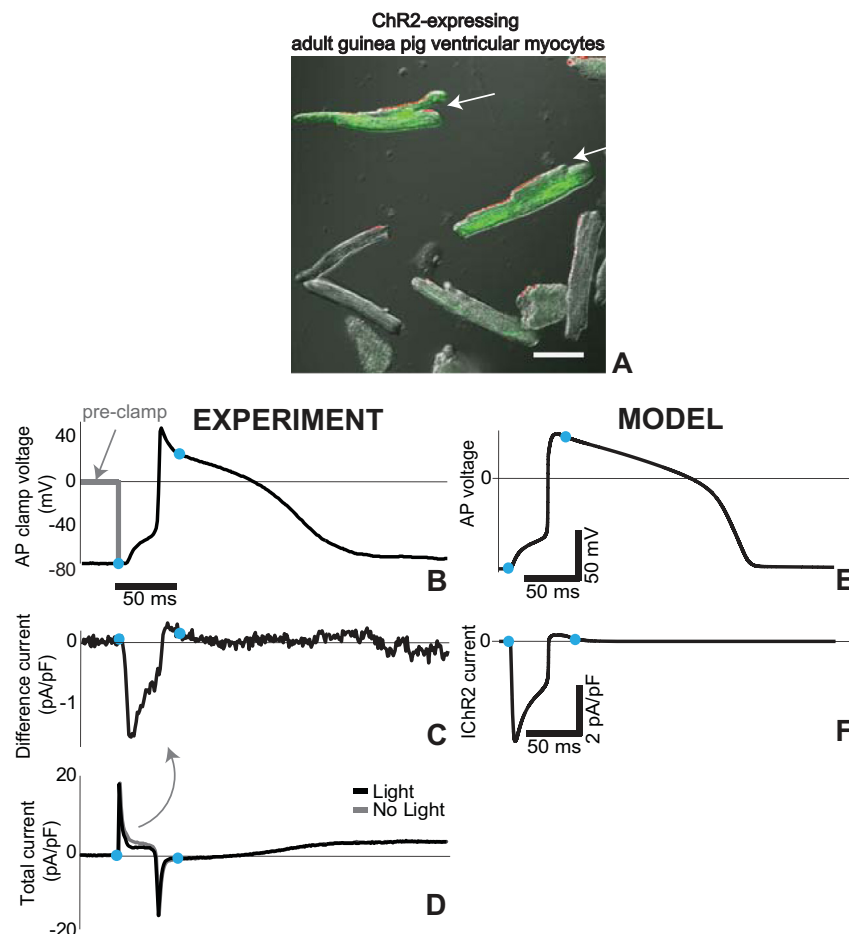 ChR2-expressing
adult guinea pig ventricular myocytes
A
EXPERIMENT
MODEL
pre-clamp
AP clamp voltage
(mV)
40
0
-40
-80
50 ms
B
AP voltage
0
50 mV
50 ms
E
Difference current
(pA/pF)
0
-1
C
IChR2 current
0
2 pA/pF
50 ms
F
Total current
(pA/pF)
20
0
-20
Light
No Light
D